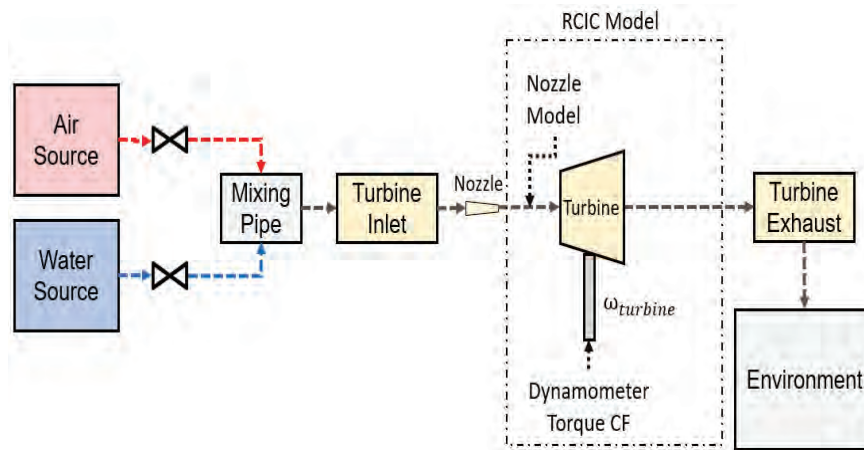 RCIC Model
Air
Source
Nozzle
Model
Mixing
Pipe
Turbine
Inlet
Nozzle
Turbine
Turbine
Exhaust
Water
Source
ω_turbine
Dynamometer
Torque CF
Environment